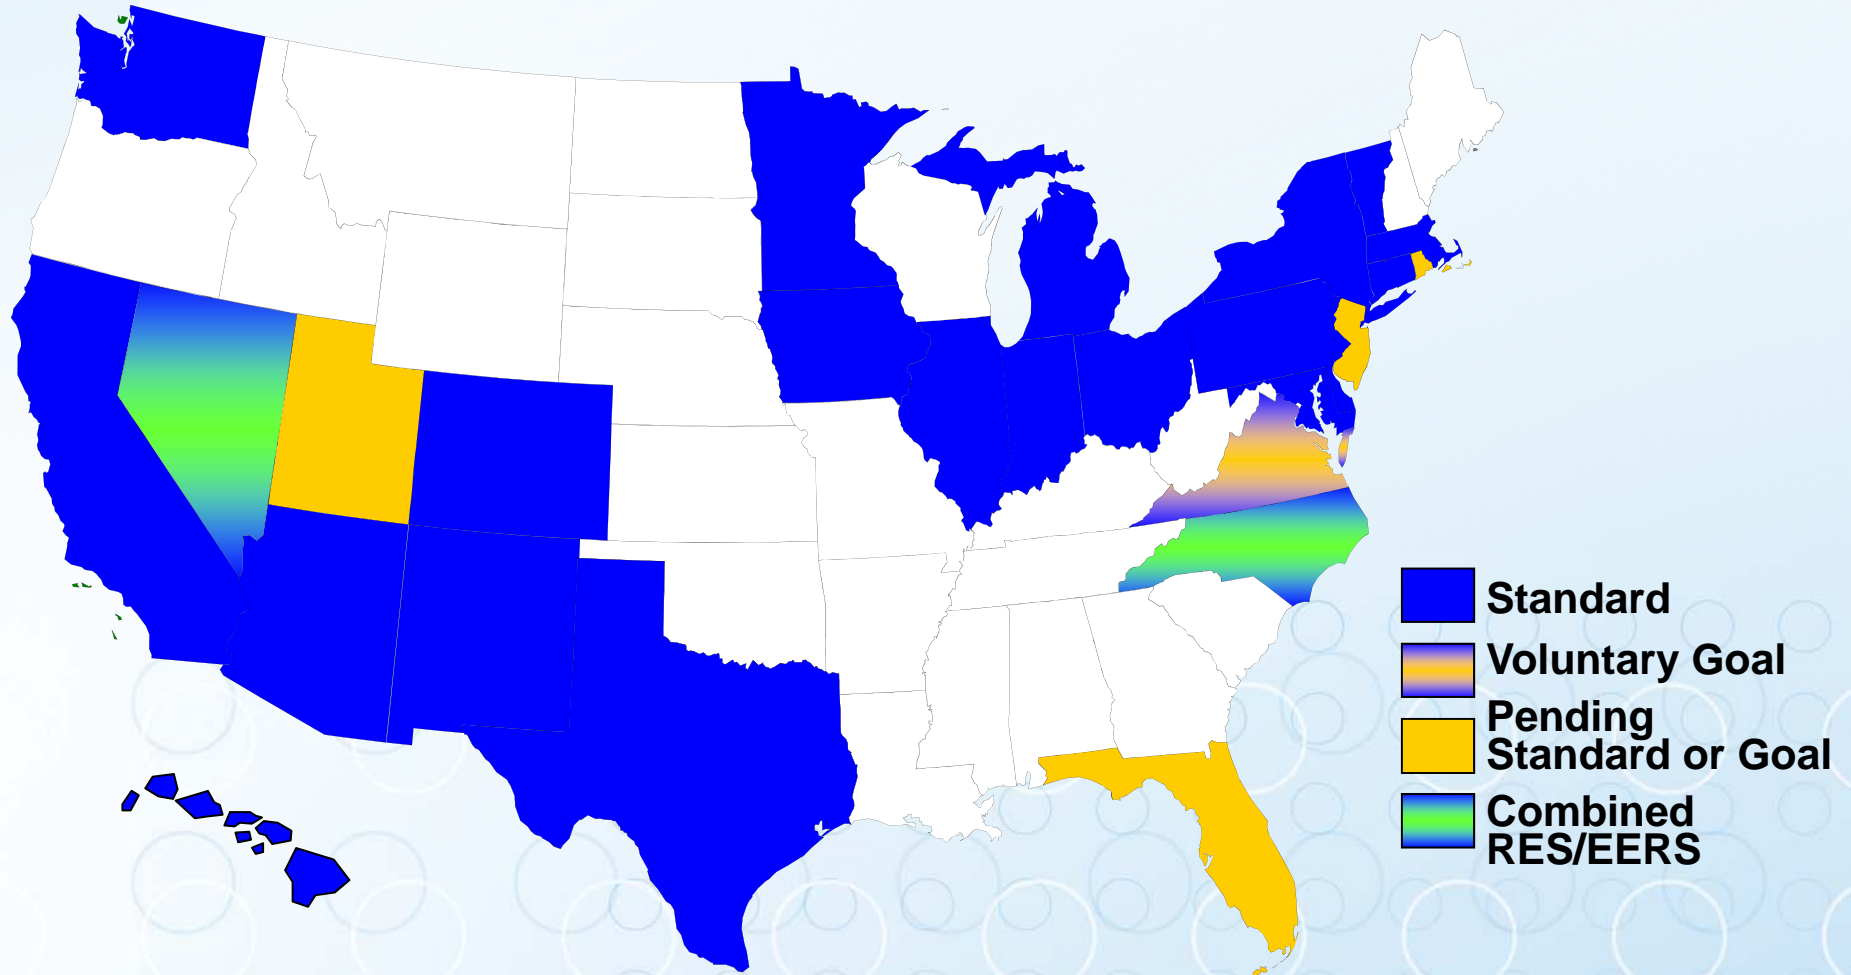 Standard
Voluntary Goal
Pending
Standard or Goal
Combined
RES/EERS